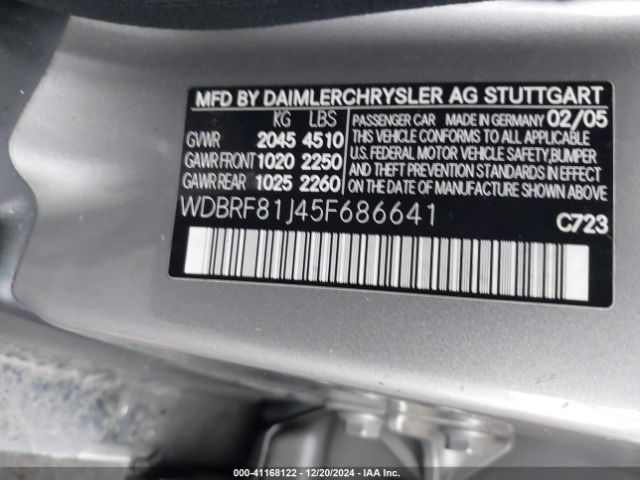 MFD BY DAIMLERCHRYSLER AG STUTTGART
KG LBS
GVWR 2045 4510
GAWR FRONT 1020 2250
GAWR REAR 1025 2260
PASSENGER CAR MADE IN GERMANY 02/05
THIS VEHICLE CONFORMS TO ALL APPLICABLE
U.S. FEDERAL MOTOR VEHICLE SAFETY,BUMPER
AND THEFT PREVENTION STANDARDS IN EFFECT
ON THE DATE OF MANUFACTURE SHOWN ABOVE
WDBRF81J45F686641
C723
000-41168122 - 12/20/2024 - IAA Inc.